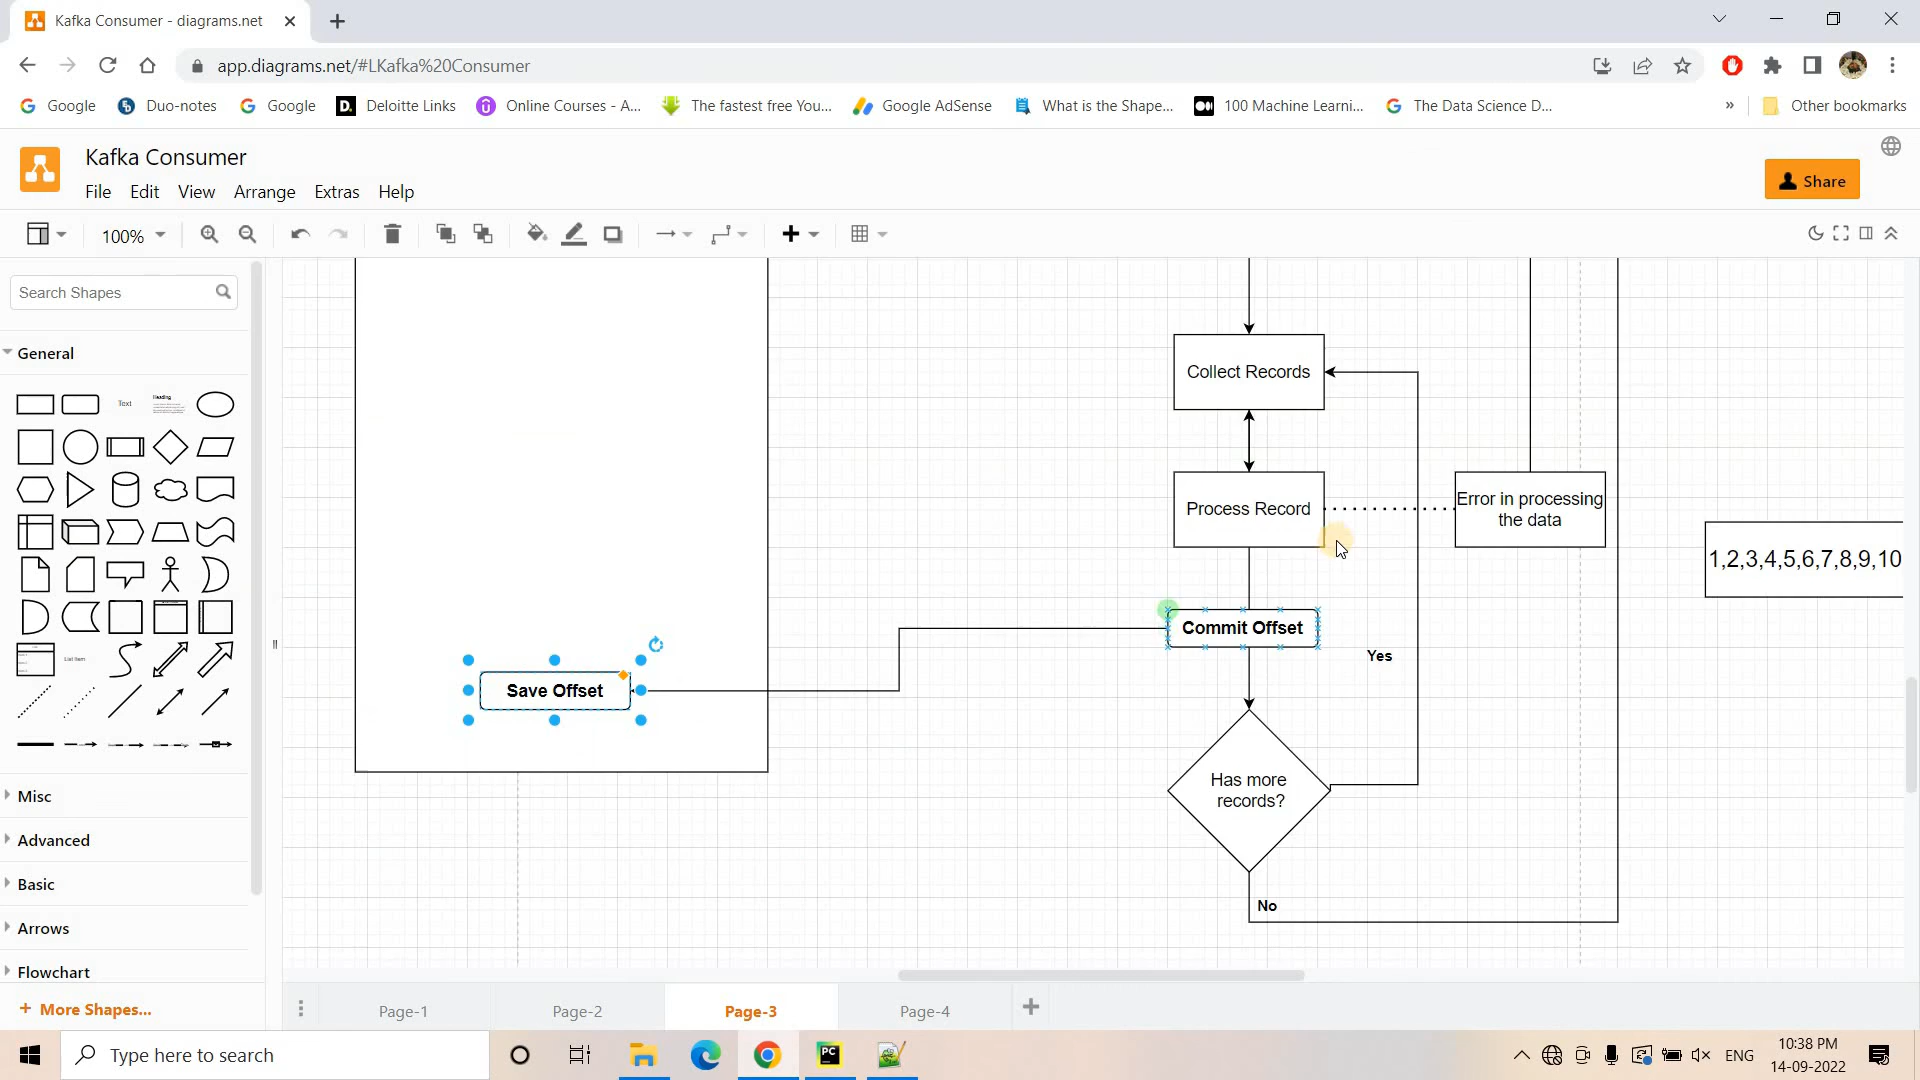 Kafka Consumer - diagrams.net
app.diagrams.net/#LKafka%20Consumer
Google
Duo-notes
Google
Deloitte Links
Online Courses - A...
The fastest free You...
Google AdSense
What is the Shape...
100 Machine Learni...
The Data Science D...
»
Other bookmarks
Kafka Consumer
File Edit View Arrange Extras Help
Share
100%
Search Shapes
General
Text
Heading
List Item
Misc
Advanced
Basic
Arrows
Flowchart
+ More Shapes...
Collect Records
Process Record
Error in processing
the data
1,2,3,4,5,6,7,8,9,10
Commit Offset
Yes
Save Offset
Has more
records?
No
Page-1
Page-2
Page-3
Page-4
Type here to search
PC
ENG
10:38 PM
14-09-2022